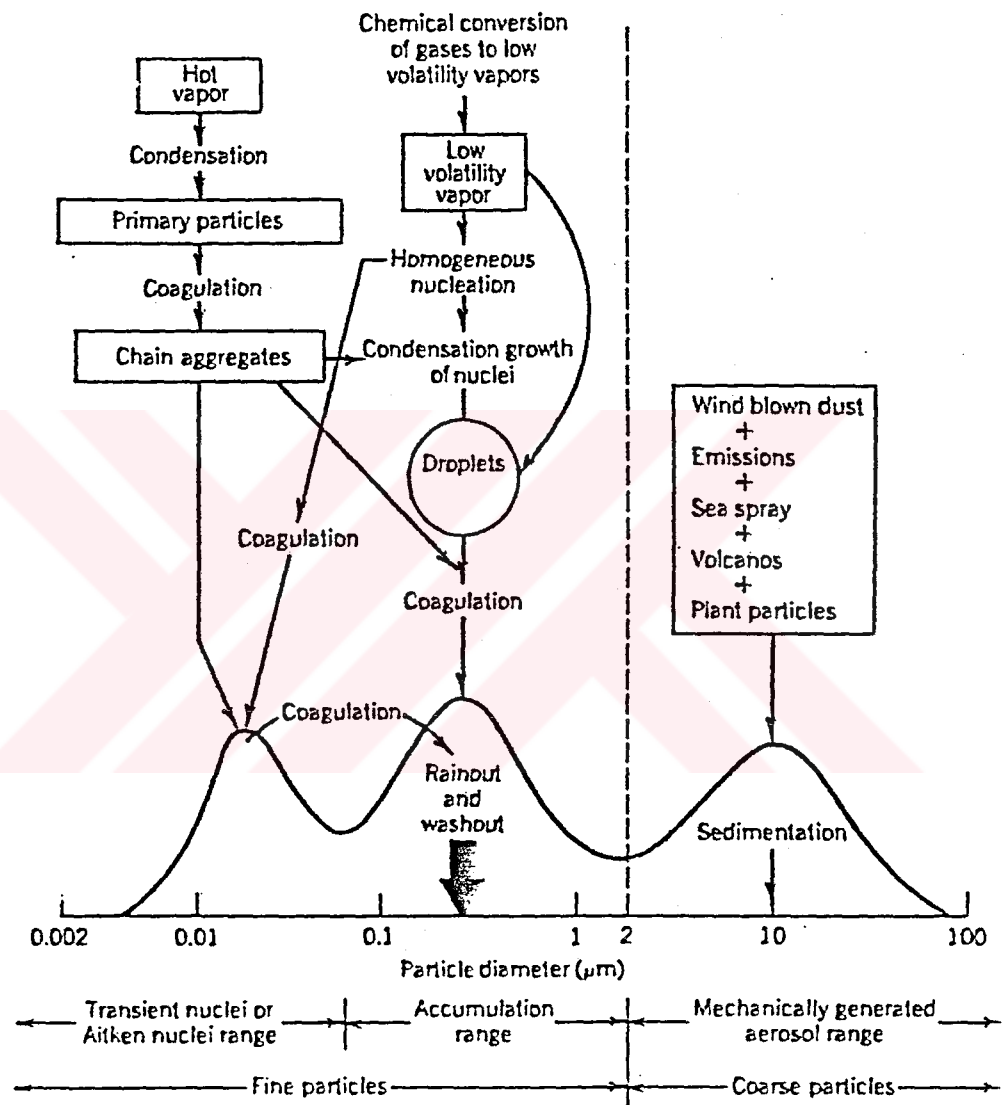 Chemical conversion
of gases to low
volatility vapors
Hot
vapor
Condensation
Low
volatility
vapor
Primary particles
Coagulation
Homogeneous
nucleation
Chain aggregates
Condensation growth
of nuclei
Droplets
Wind blown dust
+
Emissions
+
Sea spray
+
Volcanos
+
Plant particles
Coagulation
Coagulation
Coagulation
Rainout
and
washout
Sedimentation
0.002 0.01 0.1 1 2 10 100
Particle diameter (μm)
Transient nuclei or
Aitken nuclei range
Accumulation
range
Mechanically generated
aerosol range
Fine particles
Coarse particles